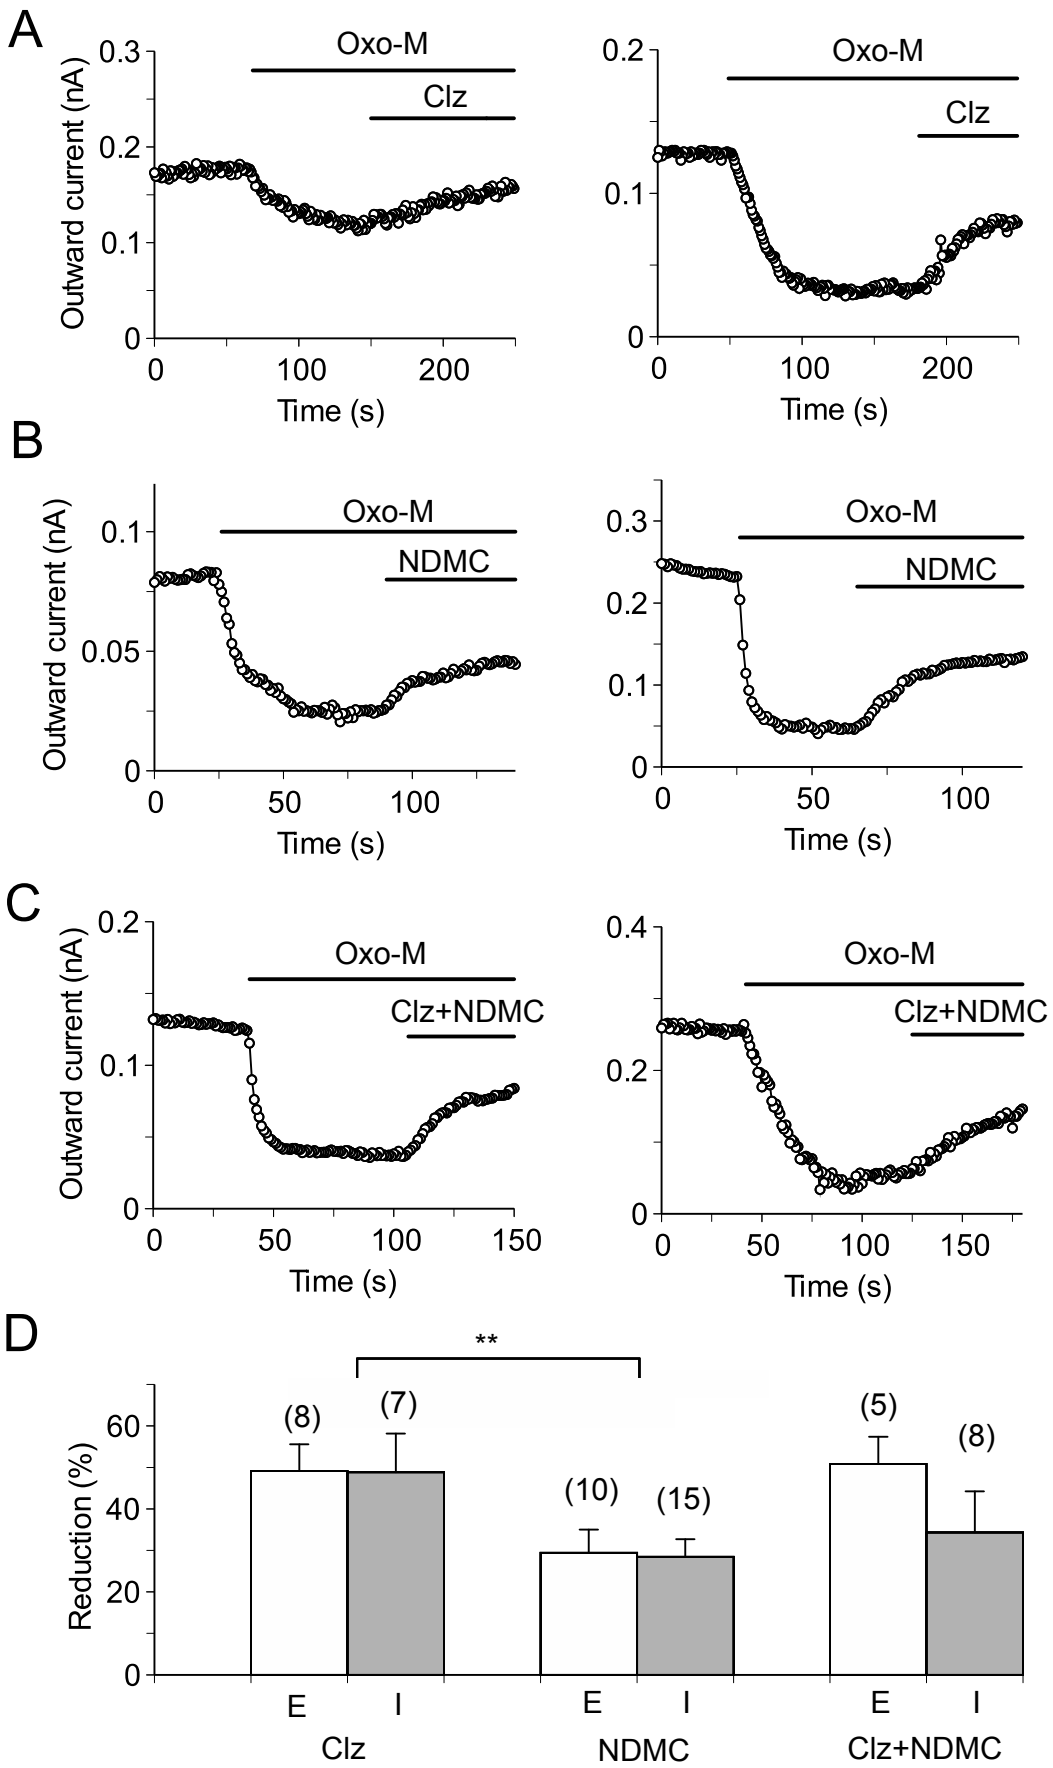 A
Outward current (nA)
0.3
0.2
0.1
0
Oxo-M
Clz
0 100 200
Time (s)
0.2
0.1
0
Oxo-M
Clz
0 100 200
Time (s)
B
Outward current (nA)
0.1
0.05
0
Oxo-M
NDMC
0 50 100
Time (s)
0.3
0.2
0.1
0
Oxo-M
NDMC
0 50 100
Time (s)
C
Outward current (nA)
0.2
0.1
0
Oxo-M
Clz+NDMC
0 50 100 150
Time (s)
0.4
0.2
0
Oxo-M
Clz+NDMC
0 50 100 150
Time (s)
D
**
Reduction (%)
60
40
20
0
(8) (7) (10) (15) (5) (8)
E I E I E I
Clz NDMC Clz+NDMC